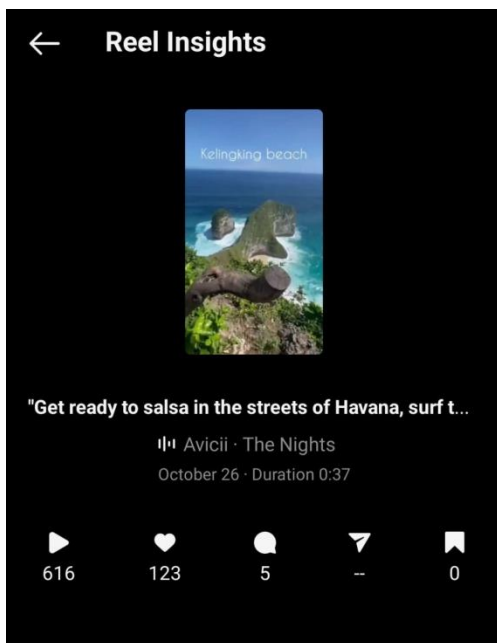 Reel Insights
Kelingking beach
"Get ready to salsa in the streets of Havana, surf t...
Avicii · The Nights
October 26 · Duration 0:37
616 123 5 -- 0